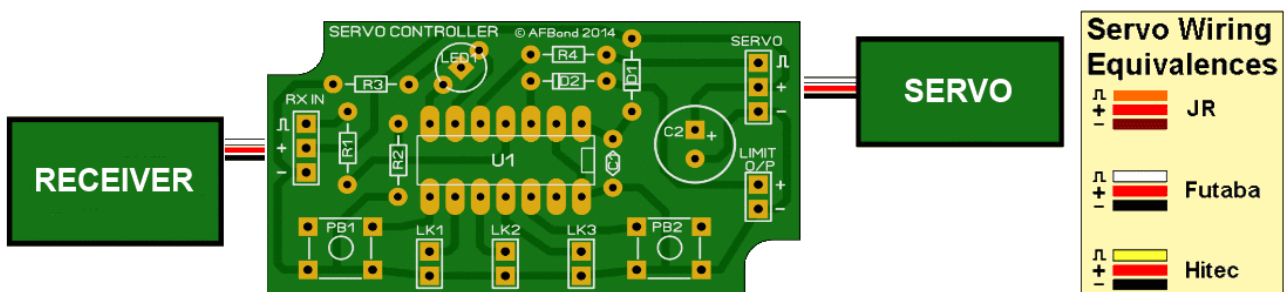 RECEIVER
SERVO CONTROLLER © AFBond 2014
LED1
R4
D2
D1
R3
RX IN
⎍
+
-
R1
R2
U1
C1
C2
+
SERVO
⎍
+
-
LIMIT
O/P
+
-
PB1
LK1
LK2
LK3
PB2
SERVO
Servo Wiring
Equivalences
⎍
+
-
JR
⎍
+
-
Futaba
⎍
+
-
Hitec